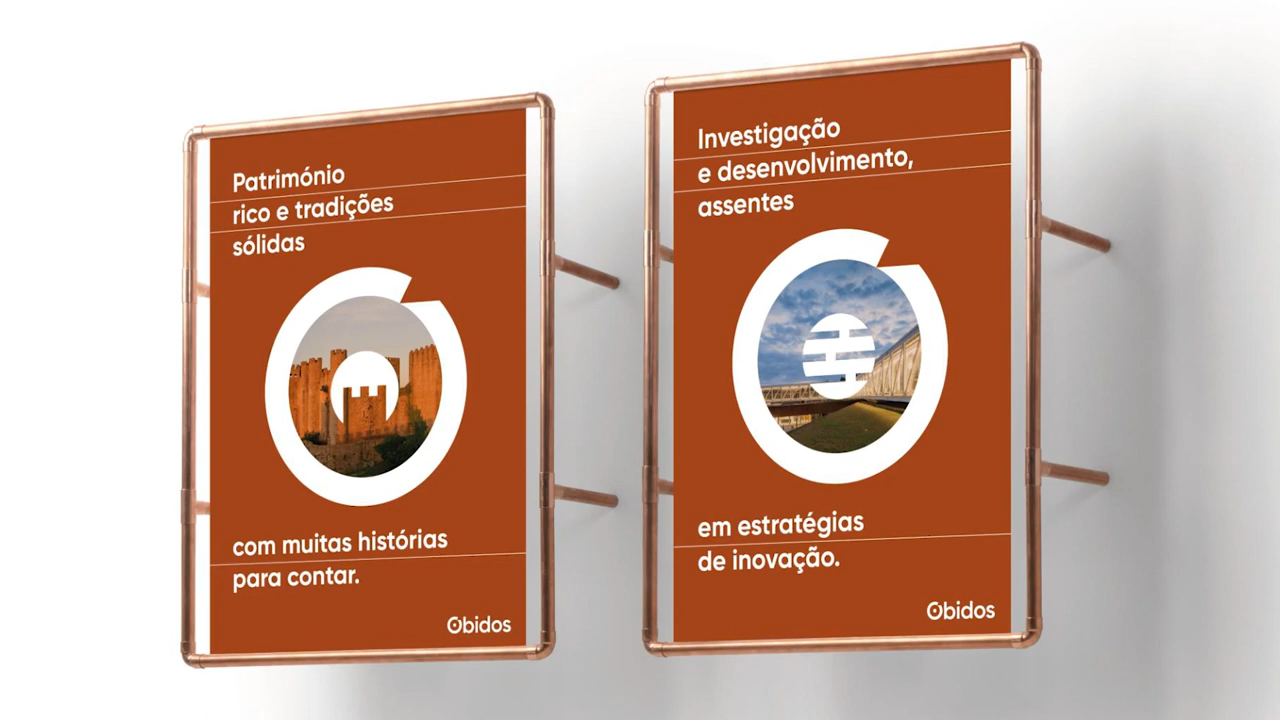 Património
rico e tradições
sólidas
com muitas histórias
para contar.
Óbidos
Investigação
e desenvolvimento,
assentes
em estratégias
de inovação.
Óbidos